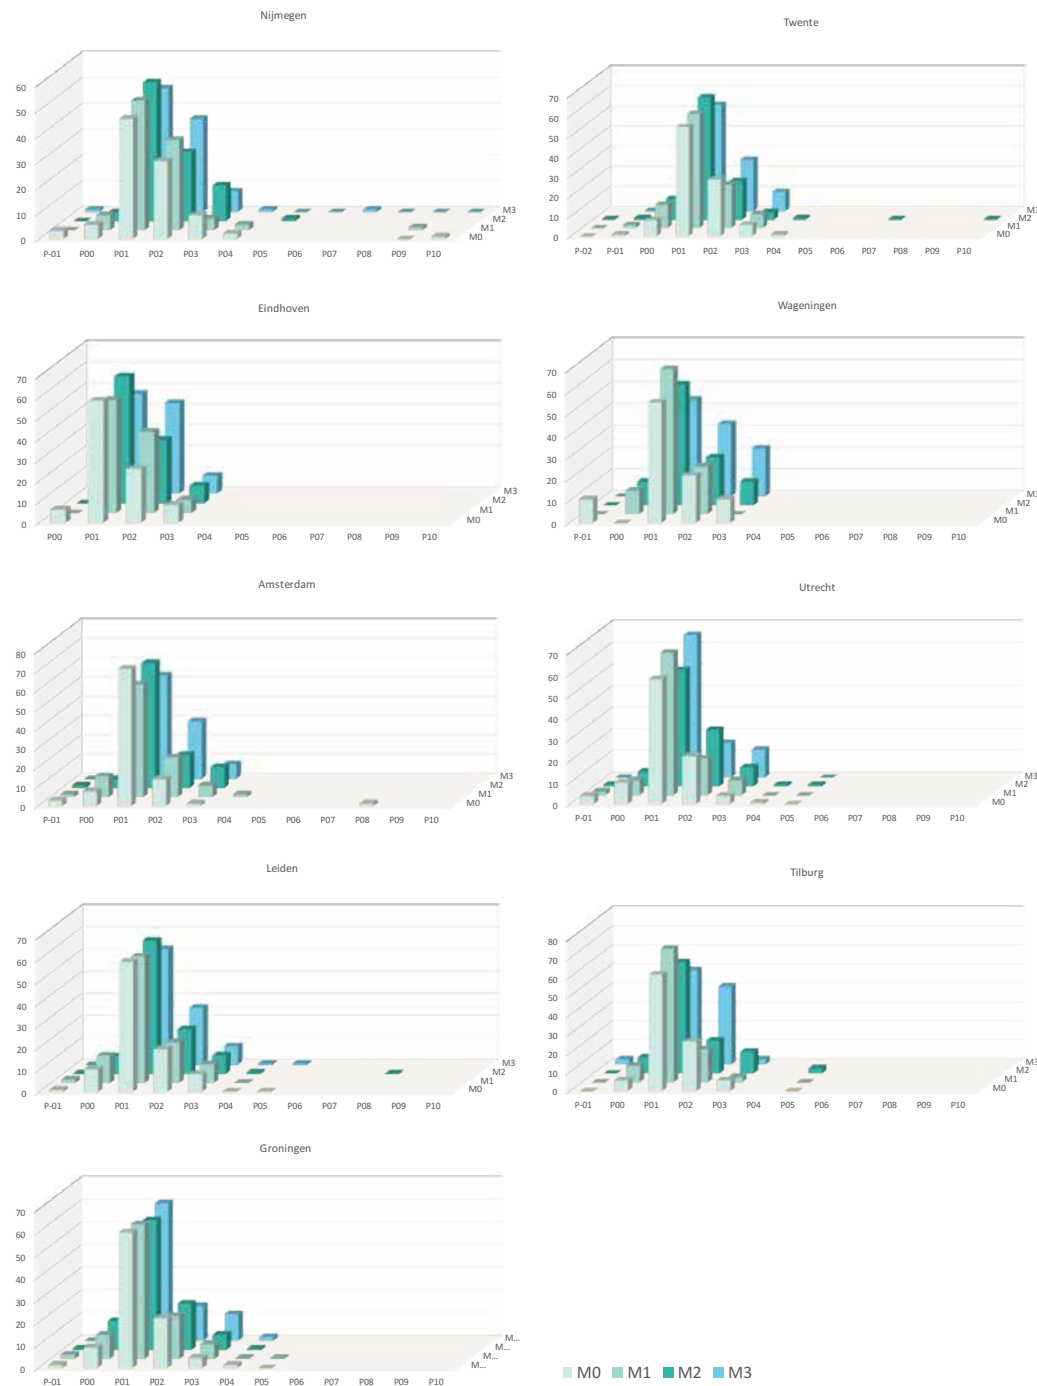 Nijmegen
60
50
40
30
20
10
0
P-01 P00 P01 P02 P03 P04 P05 P06 P07 P08 P09 P10
M3
M2
M1
M0
Twente
70
60
50
40
30
20
10
0
P-02 P-01 P00 P01 P02 P03 P04 P05 P06 P07 P08 P09 P10
M3
M2
M1
M0
Eindhoven
70
60
50
40
30
20
10
0
P00 P01 P02 P03 P04 P05 P06 P07 P08 P09 P10
M3
M2
M1
M0
Wageningen
70
60
50
40
30
20
10
0
P-01 P00 P01 P02 P03 P04 P05 P06 P07 P08 P09 P10
M3
M2
M1
M0
Amsterdam
80
70
60
50
40
30
20
10
0
P-01 P00 P01 P02 P03 P04 P05 P06 P07 P08 P09 P10
M3
M2
M1
M0
Utrecht
70
60
50
40
30
20
10
0
P-01 P00 P01 P02 P03 P04 P05 P06 P07 P08 P09 P10
M3
M2
M1
M0
Leiden
70
60
50
40
30
20
10
0
P-01 P00 P01 P02 P03 P04 P05 P06 P07 P08 P09 P10
M3
M2
M1
M0
Tilburg
80
70
60
50
40
30
20
10
0
P-01 P00 P01 P02 P03 P04 P05 P06 P07 P08 P09 P10
M3
M2
M1
M0
Groningen
70
60
50
40
30
20
10
0
P-01 P00 P01 P02 P03 P04 P05 P06 P07 P08 P09 P10
M...
M...
M...
M...
M0 M1 M2 M3